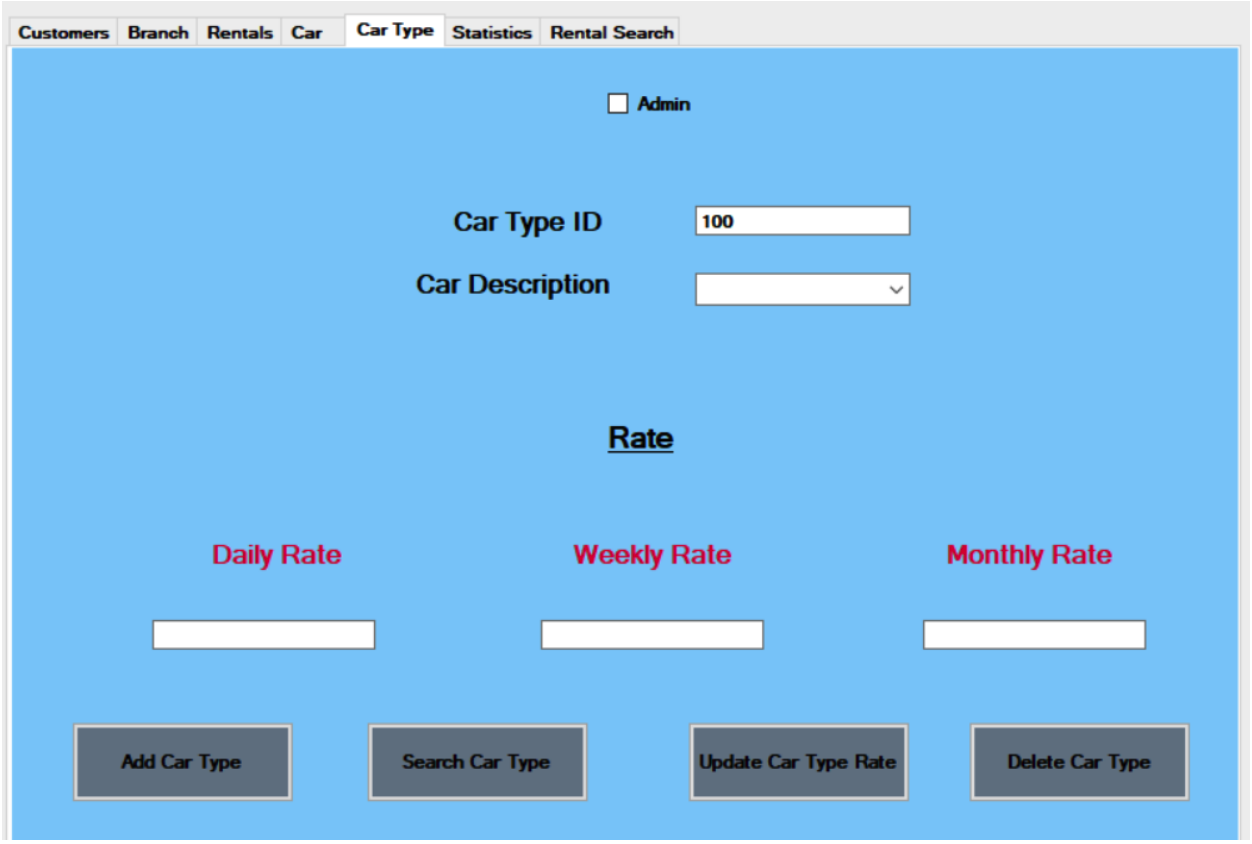 Customers Branch Rentals Car Car Type Statistics Rental Search
Admin
Car Type ID 100
Car Description
Rate
Daily Rate Weekly Rate Monthly Rate
Add Car Type Search Car Type Update Car Type Rate Delete Car Type